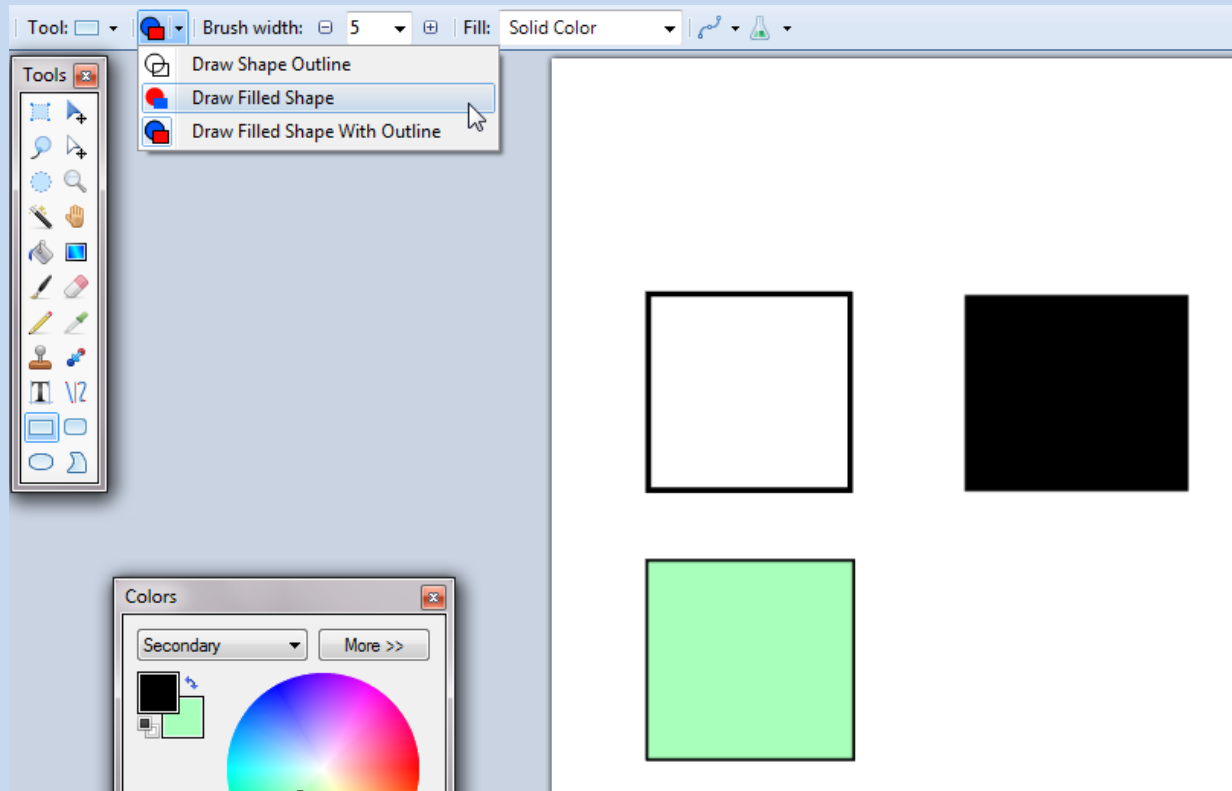 Tool: Brush width: 5 Fill: Solid Color
Draw Shape Outline
Draw Filled Shape
Draw Filled Shape With Outline
Tools
Colors
Secondary More >>